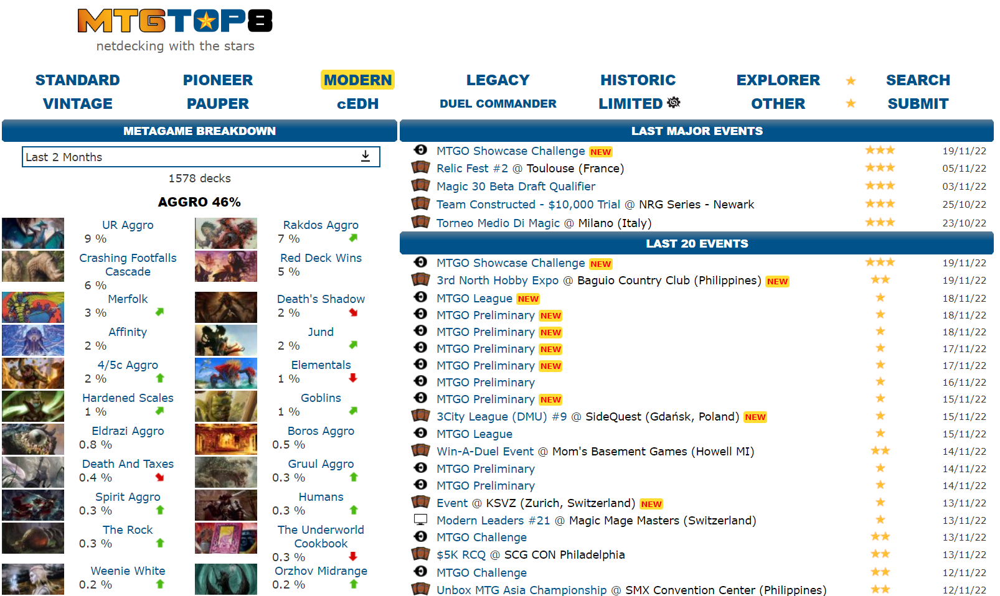 MTGTOP8
netdecking with the stars
STANDARD PIONEER MODERN LEGACY HISTORIC EXPLORER SEARCH
VINTAGE PAUPER cEDH DUEL COMMANDER LIMITED OTHER SUBMIT
METAGAME BREAKDOWN
Last 2 Months
1578 decks
AGGRO 46%
UR Aggro
9 %
Rakdos Aggro
7 %
Crashing Footfalls
Cascade
6 %
Red Deck Wins
5 %
Merfolk
3 %
Death's Shadow
2 %
Affinity
2 %
Jund
2 %
4/5c Aggro
2 %
Elementals
1 %
Hardened Scales
1 %
Goblins
1 %
Eldrazi Aggro
0.8 %
Boros Aggro
0.5 %
Death And Taxes
0.4 %
Gruul Aggro
0.3 %
Spirit Aggro
0.3 %
Humans
0.3 %
The Rock
0.3 %
The Underworld
Cookbook
0.3 %
Weenie White
0.2 %
Orzhov Midrange
0.2 %
LAST MAJOR EVENTS
MTGO Showcase Challenge NEW 19/11/22
Relic Fest #2 @ Toulouse (France) 05/11/22
Magic 30 Beta Draft Qualifier 03/11/22
Team Constructed - $10,000 Trial @ NRG Series - Newark 25/10/22
Torneo Medio Di Magic @ Milano (Italy) 23/10/22
LAST 20 EVENTS
MTGO Showcase Challenge NEW 19/11/22
3rd North Hobby Expo @ Baguio Country Club (Philippines) NEW 19/11/22
MTGO League NEW 18/11/22
MTGO Preliminary NEW 18/11/22
MTGO Preliminary NEW 18/11/22
MTGO Preliminary NEW 17/11/22
MTGO Preliminary NEW 17/11/22
MTGO Preliminary 16/11/22
MTGO Preliminary NEW 15/11/22
3City League (DMU) #9 @ SideQuest (Gdańsk, Poland) NEW 15/11/22
MTGO League 15/11/22
Win-A-Duel Event @ Mom's Basement Games (Howell MI) 14/11/22
MTGO Preliminary 14/11/22
MTGO Preliminary 14/11/22
Event @ KSVZ (Zurich, Switzerland) NEW 13/11/22
Modern Leaders #21 @ Magic Mage Masters (Switzerland) 13/11/22
MTGO Challenge 13/11/22
$5K RCQ @ SCG CON Philadelphia 13/11/22
MTGO Challenge 12/11/22
Unbox MTG Asia Championship @ SMX Convention Center (Philippines) 12/11/22